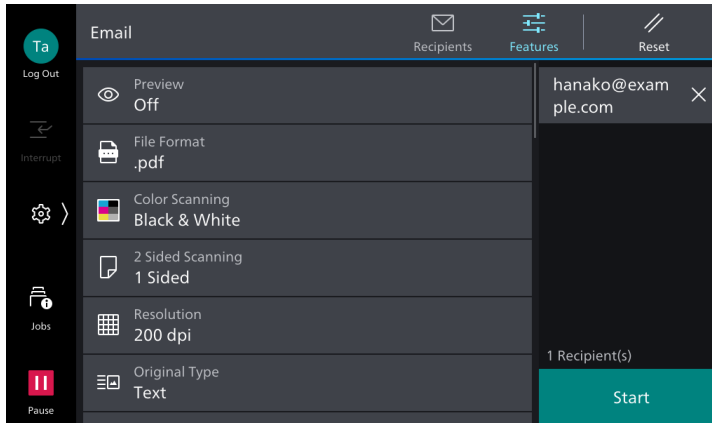 Ta
Log Out
Interrupt
Jobs
Pause
Email
Recipients
Features
Reset
Preview
Off
File Format
.pdf
Color Scanning
Black & White
2 Sided Scanning
1 Sided
Resolution
200 dpi
Original Type
Text
hanako@exam
ple.com
1 Recipient(s)
Start